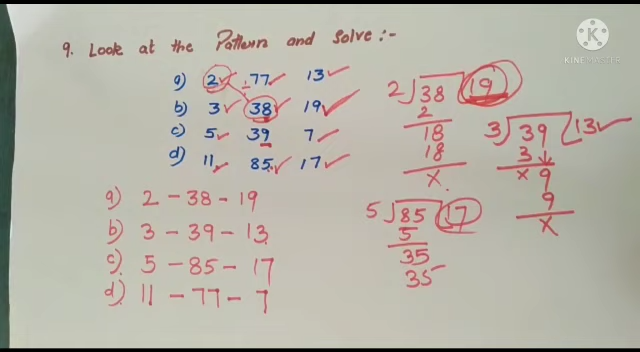 KINEMASTER
9. Look at the Pattern and Solve :-
a) 2 ÷ 77 13
b) 3 38 19
c) 5 39 7
d) 11 85 17
a) 2 - 38 - 19
b) 3 - 39 - 13
c) 5 - 85 - 17
d) 11 - 77 - 7
2 38 19
2
18
18
x
3 39 13
3
x 9
9
x
5 85 17
5
35
35